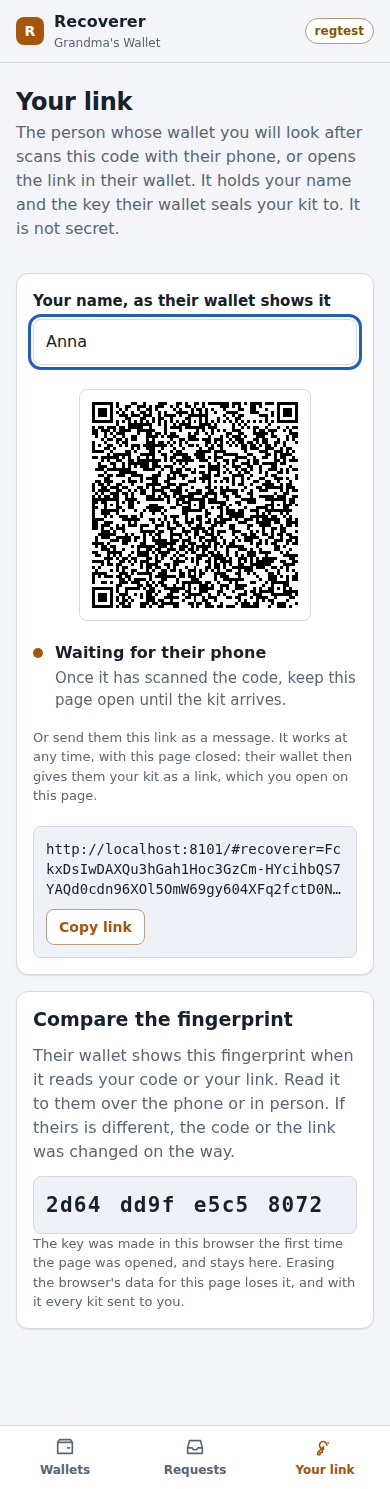 R
Recoverer
Grandma's Wallet
regtest
Your link
The person whose wallet you will look after
scans this code with their phone, or opens
the link in their wallet. It holds your name
and the key their wallet seals your kit to. It
is not secret.
Your name, as their wallet shows it
Anna
Waiting for their phone
Once it has scanned the code, keep this
page open until the kit arrives.
Or send them this link as a message. It works at
any time, with this page closed: their wallet then
gives them your kit as a link, which you open on
this page.
http://localhost:8101/#recoverer=Fc
kxDsIwDAXQu3hGah1Hoc3GzCm-HYcihbQS7
YAQd0cdn96XOl5OmW69gy604XFq2fctD0N…
Copy link
Compare the fingerprint
Their wallet shows this fingerprint when
it reads your code or your link. Read it
to them over the phone or in person. If
theirs is different, the code or the link
was changed on the way.
2d64 dd9f e5c5 8072
The key was made in this browser the first time
the page was opened, and stays here. Erasing
the browser's data for this page loses it, and with
it every kit sent to you.
Wallets
Requests
Your link